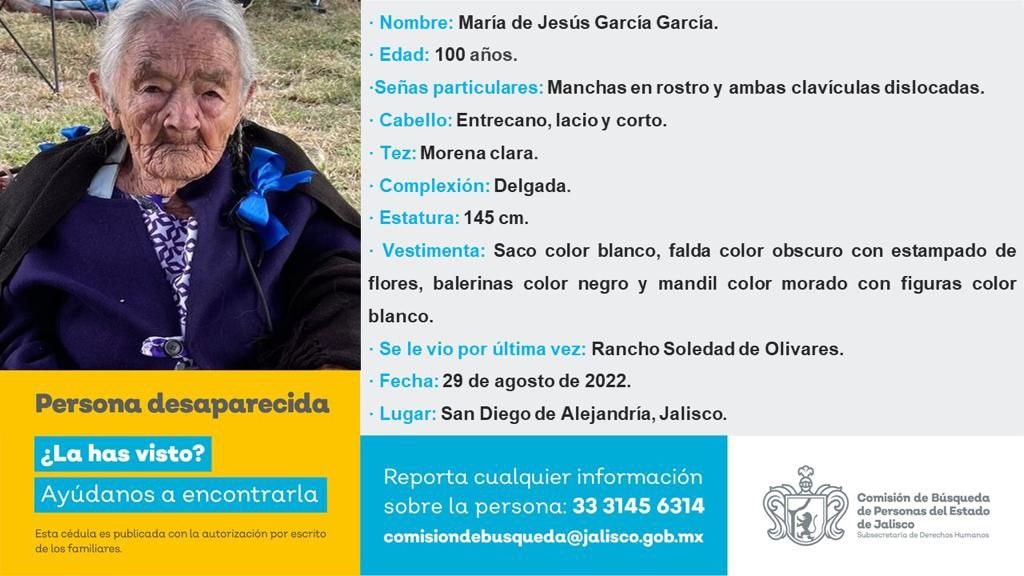 · Nombre: María de Jesús García García.
· Edad: 100 años.
·Señas particulares: Manchas en rostro y ambas clavículas dislocadas.
· Cabello: Entrecano, lacio y corto.
· Tez: Morena clara.
· Complexión: Delgada.
· Estatura: 145 cm.
· Vestimenta: Saco color blanco, falda color obscuro con estampado de
flores, balerinas color negro y mandil color morado con figuras color
blanco.
· Se le vio por última vez: Rancho Soledad de Olivares.
· Fecha: 29 de agosto de 2022.
· Lugar: San Diego de Alejandría, Jalisco.
Persona desaparecida
¿La has visto?
Ayúdanos a encontrarla
Esta cédula es publicada con la autorización por escrito
de los familiares.
Reporta cualquier información
sobre la persona: 33 3145 6314
comisiondebusqueda@jalisco.gob.mx
Comisión de Búsqueda
de Personas del Estado
de Jalisco
Subsecretaría de Derechos Humanos